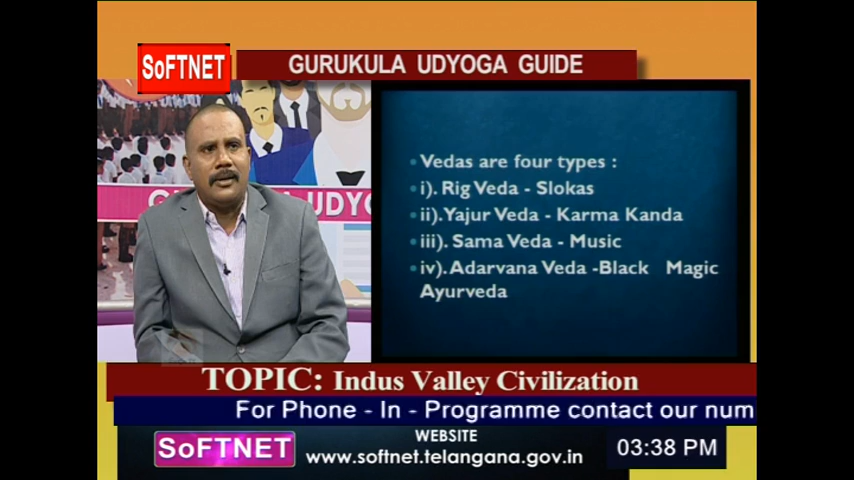 SoFTNET
GURUKULA UDYOGA GUIDE
GU
UDYO
Vedas are four types :
i). Rig Veda - Slokas
ii).Yajur Veda - Karma Kanda
iii). Sama Veda - Music
iv).Adarvana Veda -Black Magic
Ayurveda
TOPIC: Indus Valley Civilization
For Phone - In - Programme contact our num
SoFTNET
WEBSITE
www.softnet.telangana.gov.in
03:38 PM